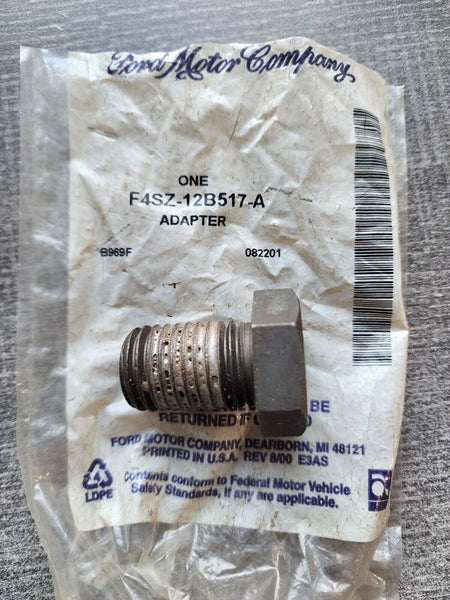 Ford Motor Company
ONE
F4SZ-12B517-A
ADAPTER
B969F 082201
BE
RETURNED IF
FORD MOTOR COMPANY, DEARBORN, MI 48121
PRINTED IN U.S.A. REV 8/00 E3AS
LDPE
contents conform to Federal Motor Vehicle
Safety Standards, if any are applicable.